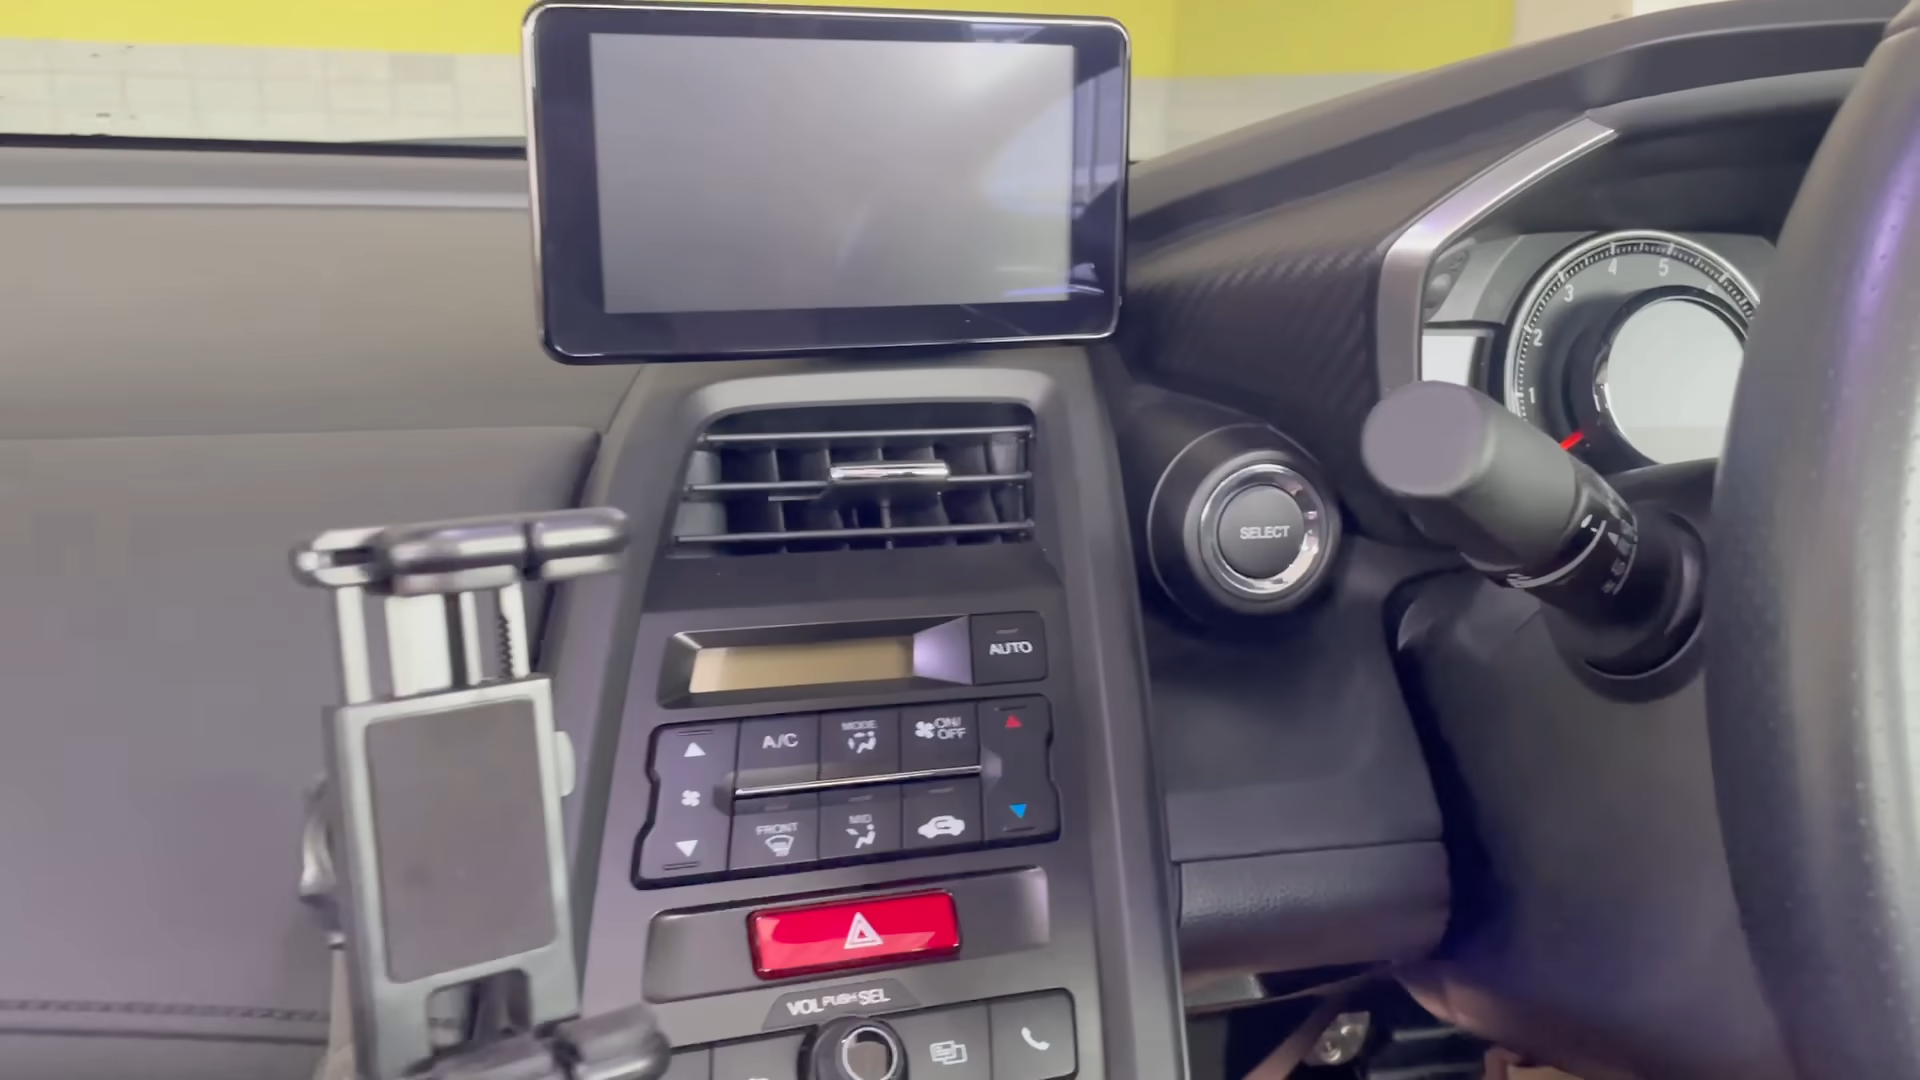 4 5
3
2
1
SELECT
AUTO
A/C
MODE
ON/
OFF
FRONT
MID
VOL PUSH SEL